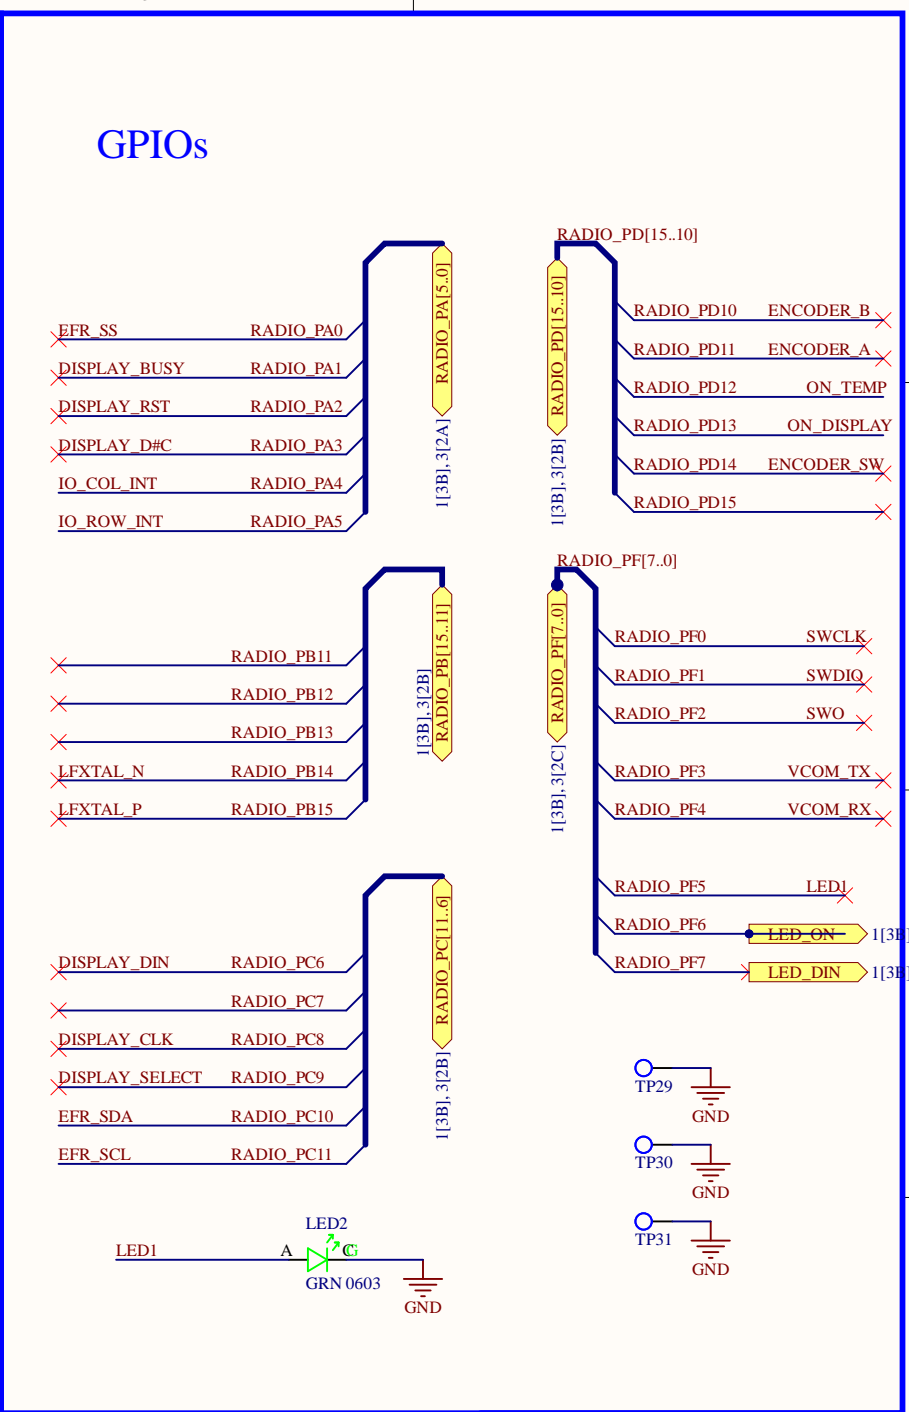 GPIOs
EFR_SS RADIO_PA0
DISPLAY_BUSY RADIO_PA1
DISPLAY_RST RADIO_PA2
DISPLAY_D#C RADIO_PA3
IO_COL_INT RADIO_PA4
IO_ROW_INT RADIO_PA5
RADIO_PA[5..0]
1[3B], 3[2A]
RADIO_PD[15..10]
RADIO_PD[15..10]
1[3B], 3[2B]
RADIO_PD10 ENCODER_B
RADIO_PD11 ENCODER_A
RADIO_PD12 ON_TEMP
RADIO_PD13 ON_DISPLAY
RADIO_PD14 ENCODER_SW
RADIO_PD15
RADIO_PB11
RADIO_PB12
RADIO_PB13
LFXTAL_N RADIO_PB14
LFXTAL_P RADIO_PB15
RADIO_PB[15..11]
1[3B], 3[2B]
RADIO_PF[7..0]
RADIO_PF[7..0]
1[3B], 3[2C]
RADIO_PF0 SWCLK
RADIO_PF1 SWDIO
RADIO_PF2 SWO
RADIO_PF3 VCOM_TX
RADIO_PF4 VCOM_RX
RADIO_PF5 LED1
RADIO_PF6 LED_ON
RADIO_PF7 LED_DIN
DISPLAY_DIN RADIO_PC6
RADIO_PC7
DISPLAY_CLK RADIO_PC8
DISPLAY_SELECT RADIO_PC9
EFR_SDA RADIO_PC10
EFR_SCL RADIO_PC11
RADIO_PC[11..6]
1[3B], 3[2B]
TP29
GND
TP30
GND
TP31
GND
LED2
LED1 A C G
GRN 0603
GND